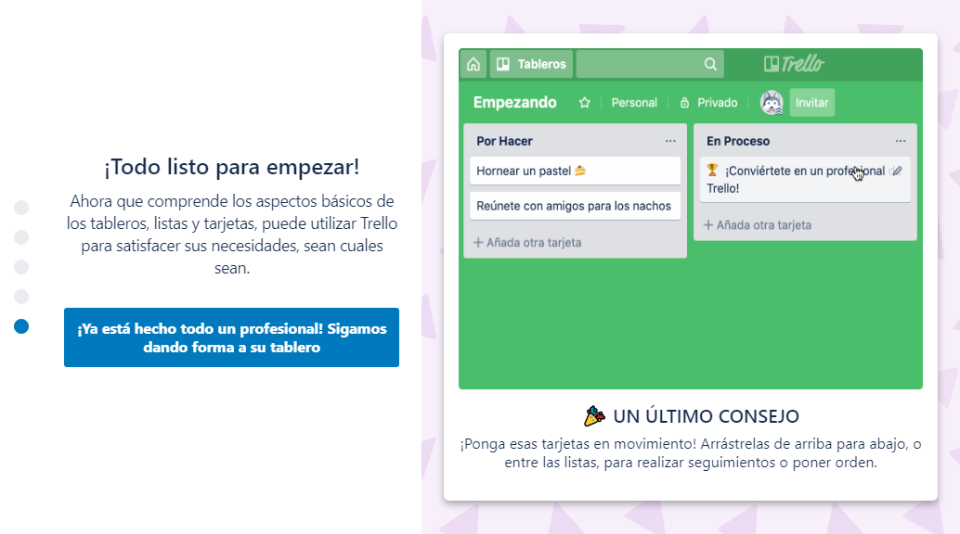 ¡Todo listo para empezar!
Ahora que comprende los aspectos básicos de
los tableros, listas y tarjetas, puede utilizar Trello
para satisfacer sus necesidades, sean cuales
sean.
¡Ya está hecho todo un profesional! Sigamos
dando forma a su tablero
Tableros
Trello
Empezando
Personal
Privado
Invitar
Por Hacer
Hornear un pastel
Reúnete con amigos para los nachos
+ Añada otra tarjeta
En Proceso
¡Conviértete en un profesional
Trello!
+ Añada otra tarjeta
UN ÚLTIMO CONSEJO
¡Ponga esas tarjetas en movimiento! Arrástrelas de arriba para abajo, o
entre las listas, para realizar seguimientos o poner orden.